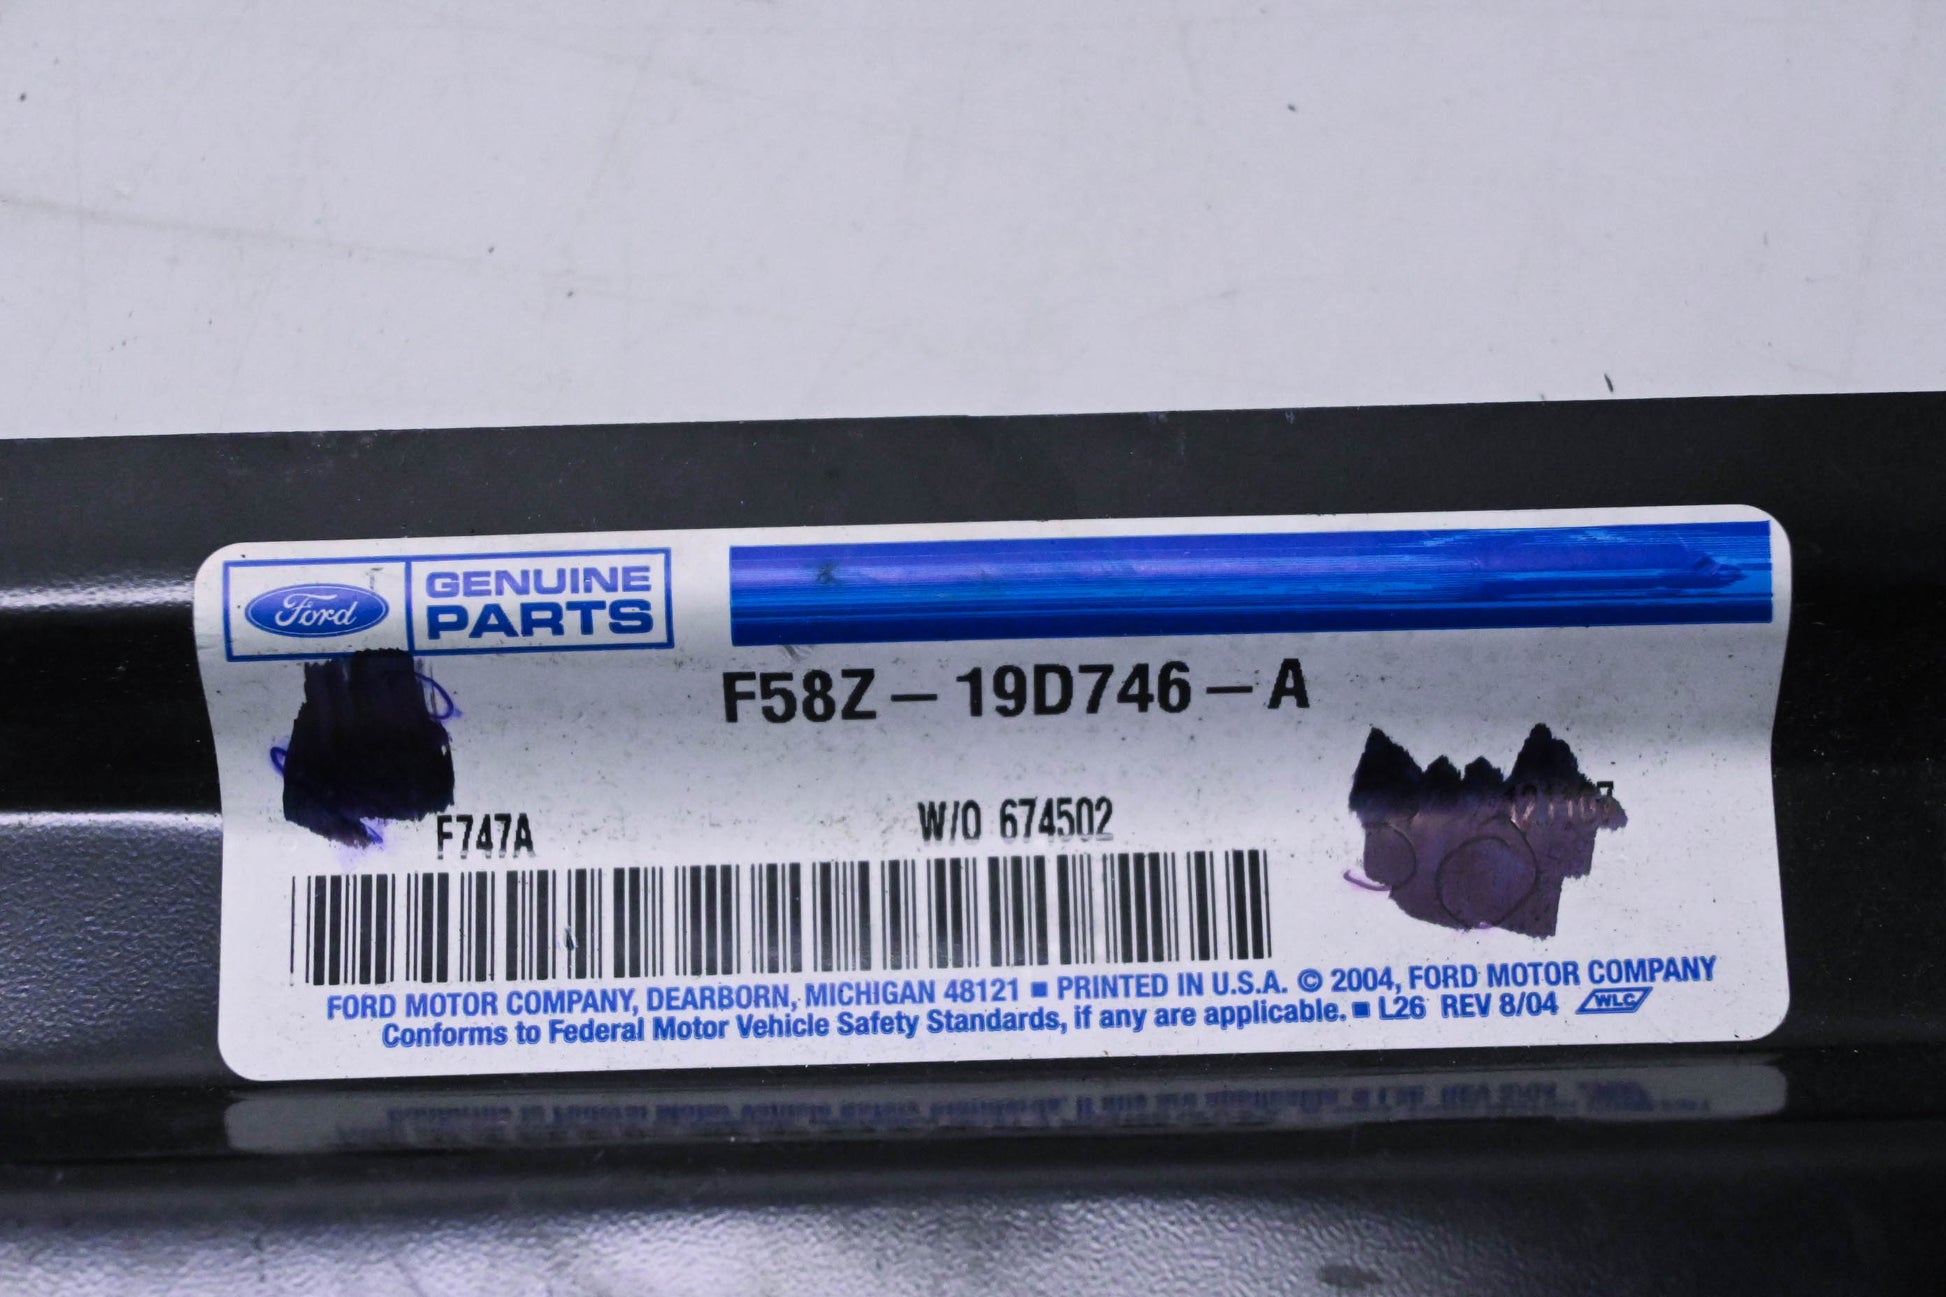 Ford GENUINE
PARTS
F58Z-19D746-A
F747A W/O 674502
FORD MOTOR COMPANY, DEARBORN, MICHIGAN 48121 ■ PRINTED IN U.S.A. © 2004, FORD MOTOR COMPANY
Conforms to Federal Motor Vehicle Safety Standards, if any are applicable. ■ L26 REV 8/04 WLC